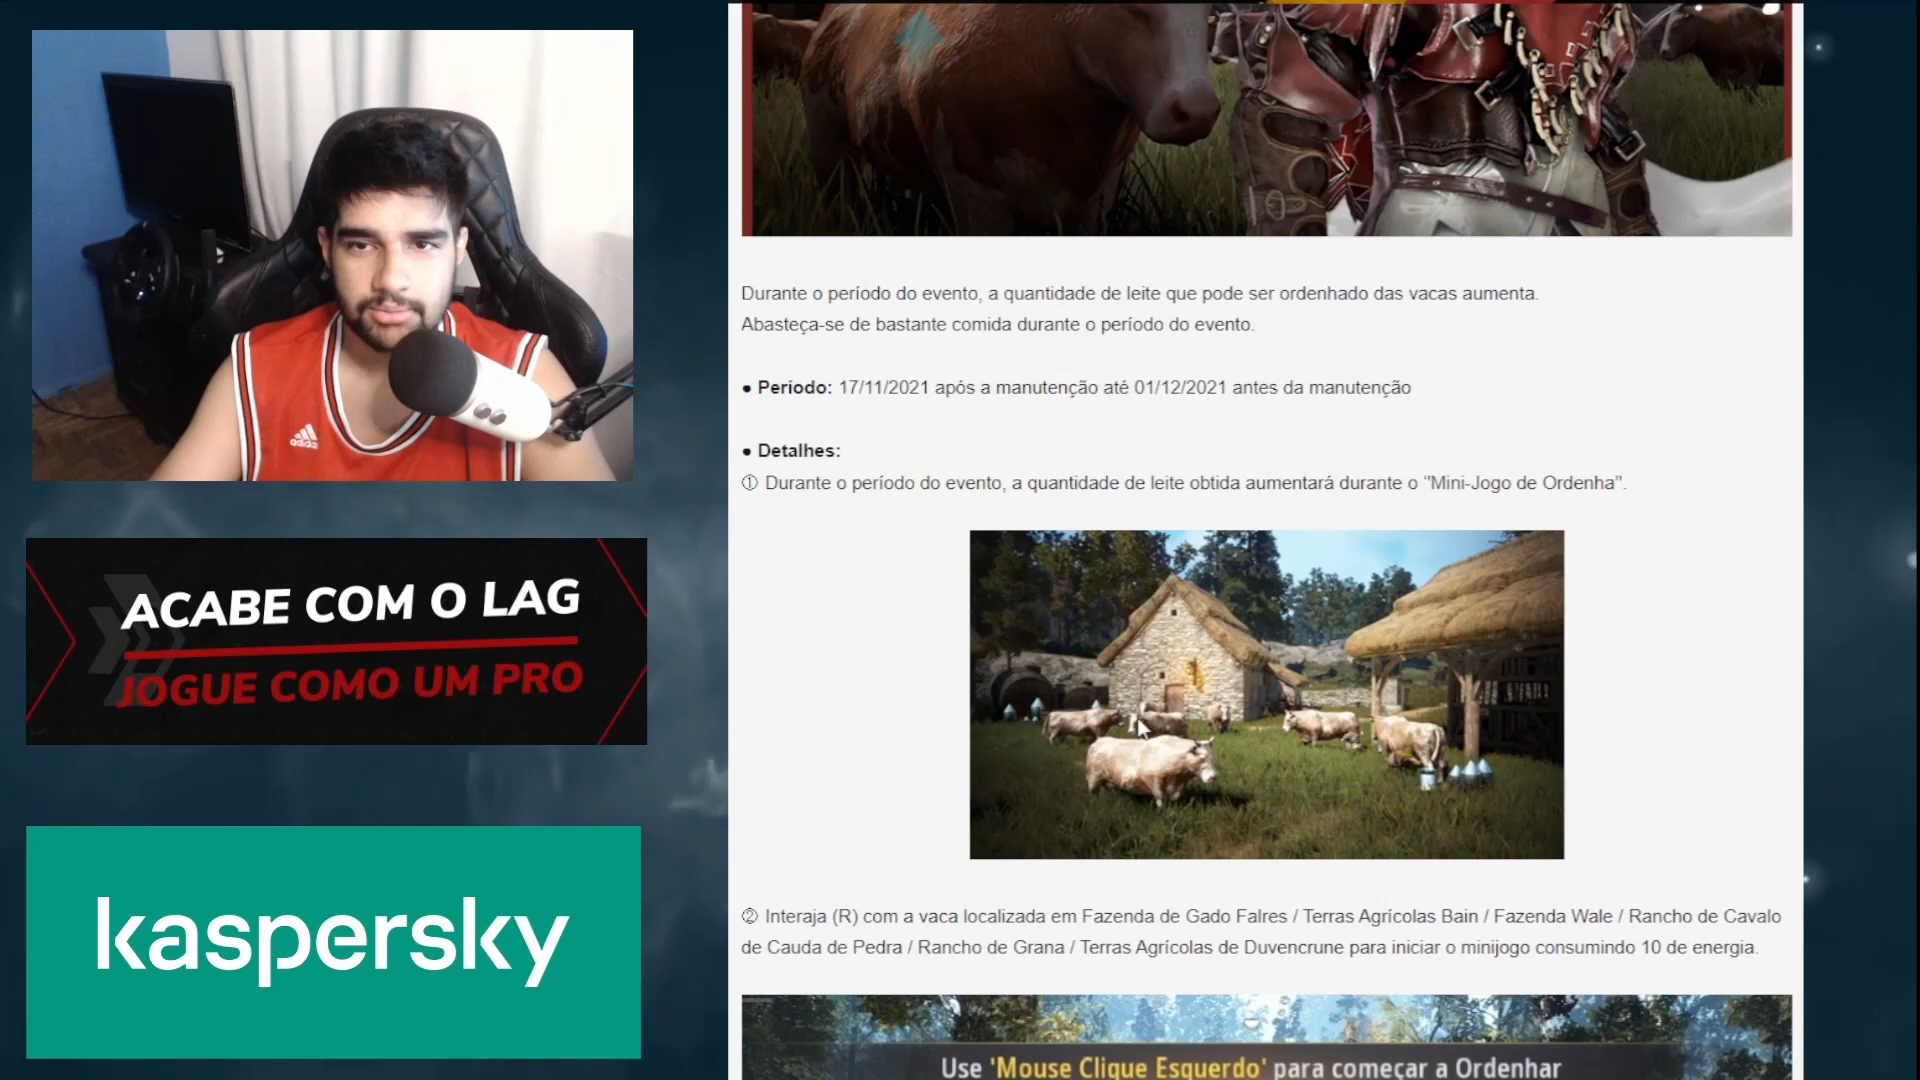 adidas
ACABE COM O LAG
JOGUE COMO UM PRO
kaspersky
Durante o período do evento, a quantidade de leite que pode ser ordenhado das vacas aumenta.
Abasteça-se de bastante comida durante o período do evento.
● Período: 17/11/2021 após a manutenção até 01/12/2021 antes da manutenção
● Detalhes:
① Durante o período do evento, a quantidade de leite obtida aumentará durante o "Mini-Jogo de Ordenha".
② Interaja (R) com a vaca localizada em Fazenda de Gado Falres / Terras Agrícolas Bain / Fazenda Wale / Rancho de Cavalo
de Cauda de Pedra / Rancho de Grana / Terras Agrícolas de Duvencrune para iniciar o minijogo consumindo 10 de energia.
Use 'Mouse Clique Esquerdo' para começar a Ordenhar